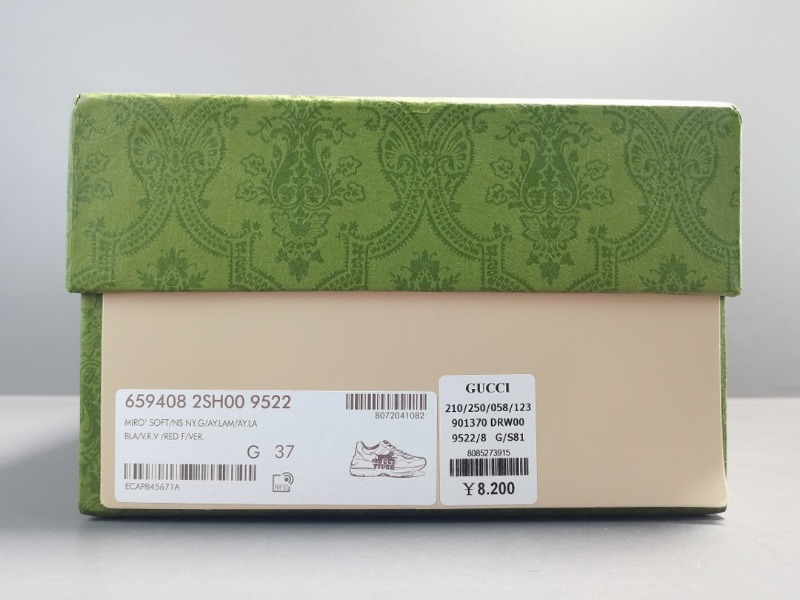 659408 2SH00 9522
8072041082
MIRO' SOFT/NS NY.G/AY.LAM/AY.LA
BLA/V.R.V /RED F/VER.
G 37
ECAP845671A
RFID
GUCCI
210/250/058/123
901370 DRW00
9522/8 G/S81
8085273915
¥8.200